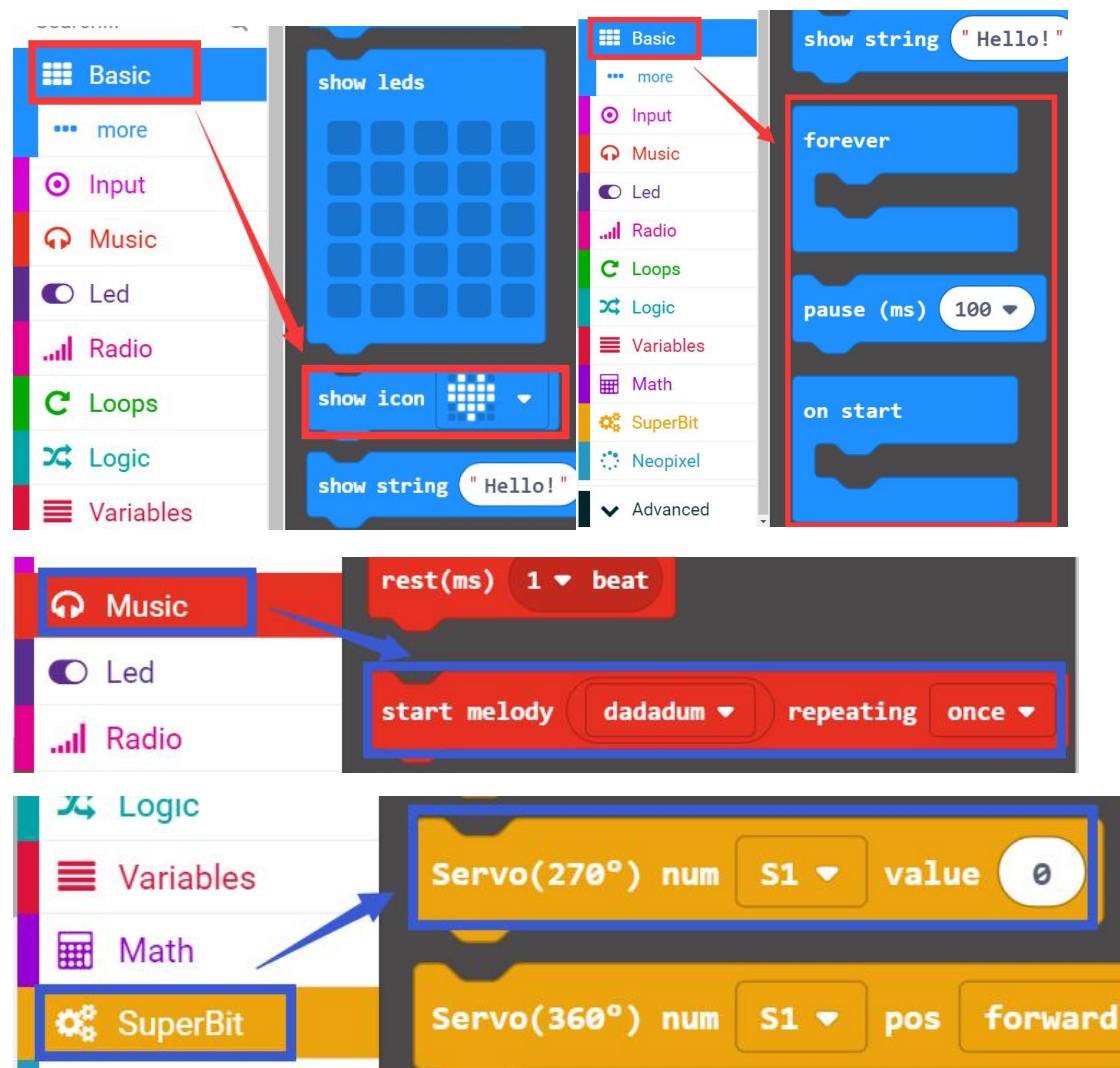 Search...
Basic
more
Input
Music
Led
Radio
Loops
Logic
Variables
show leds
show icon
show string "Hello!"
Basic
more
Input
Music
Led
Radio
Loops
Logic
Variables
Math
SuperBit
Neopixel
Advanced
show string "Hello!"
forever
pause (ms) 100
on start
Music
Led
Radio
rest(ms) 1 beat
start melody dadadum repeating once
Logic
Variables
Math
SuperBit
Servo(270°) num S1 value 0
Servo(360°) num S1 pos forward